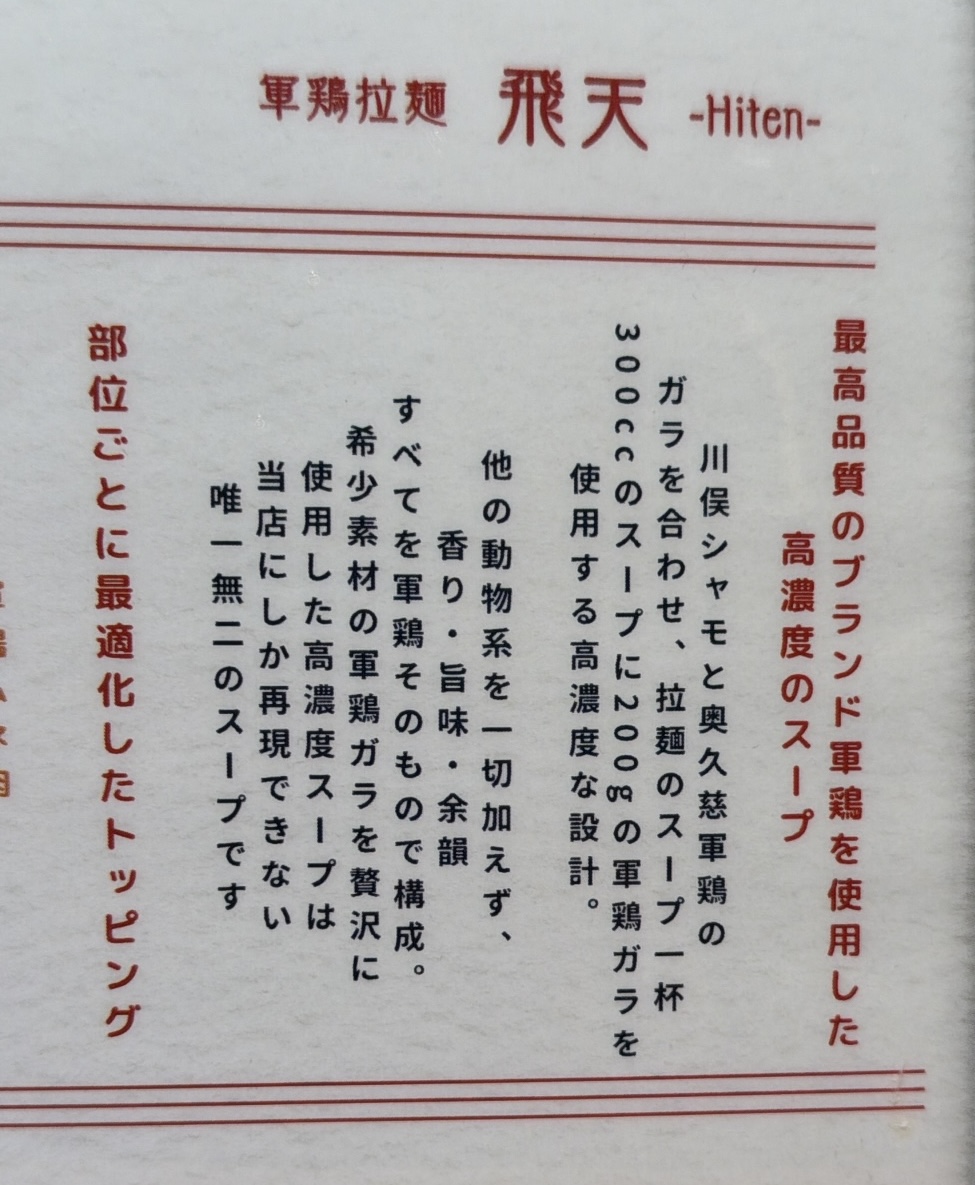 軍鶏拉麺 飛天 -Hiten-
最高品質のブランド軍鶏を使用した
高濃度のスープ
川俣シャモと奥久慈軍鶏の
ガラを合わせ、拉麺のスープ一杯
300ccのスープに200gの軍鶏ガラを
使用する高濃度な設計。
他の動物系を一切加えず、
香り・旨味・余韻
すべてを軍鶏そのもので構成。
希少素材の軍鶏ガラを贅沢に
使用した高濃度スープは
当店にしか再現できない
唯一無二のスープです
部位ごとに最適化したトッピング